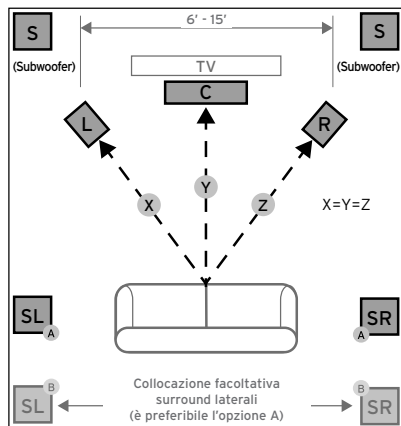 S
6' - 15'
S
(Subwoofer)
TV
(Subwoofer)
C
L
R
Y
X
Z
X=Y=Z
SL
A
SR
A
B
SL
Collocazione facoltativa
surround laterali
(è preferibile l'opzione A)
B
SR